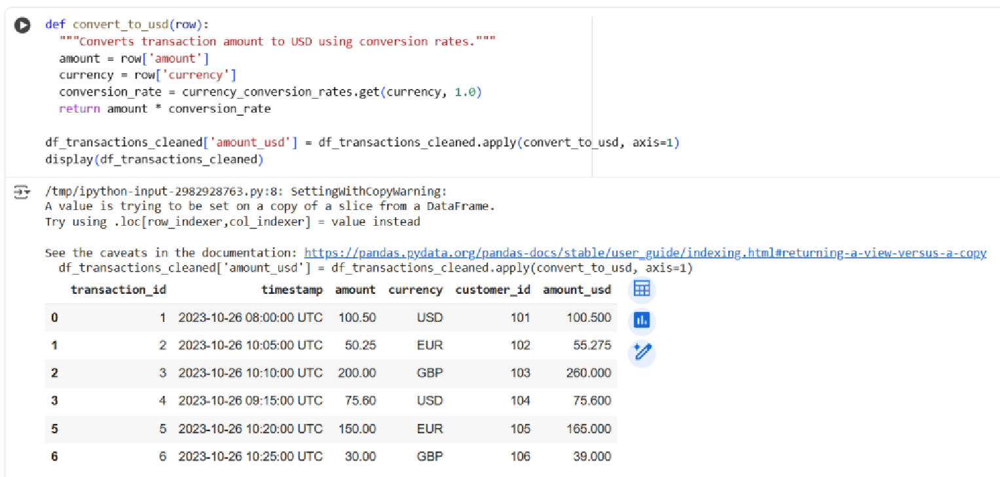 def convert_to_usd(row):
  """Converts transaction amount to USD using conversion rates."""
  amount = row['amount']
  currency = row['currency']
  conversion_rate = currency_conversion_rates.get(currency, 1.0)
  return amount * conversion_rate

df_transactions_cleaned['amount_usd'] = df_transactions_cleaned.apply(convert_to_usd, axis=1)
display(df_transactions_cleaned)
/tmp/ipython-input-2982928763.py:8: SettingWithCopyWarning:
A value is trying to be set on a copy of a slice from a DataFrame.
Try using .loc[row_indexer,col_indexer] = value instead

See the caveats in the documentation: https://pandas.pydata.org/pandas-docs/stable/user_guide/indexing.html#returning-a-view-versus-a-copy
  df_transactions_cleaned['amount_usd'] = df_transactions_cleaned.apply(convert_to_usd, axis=1)
transaction_id timestamp amount currency customer_id amount_usd
0 1 2023-10-26 08:00:00 UTC 100.50 USD 101 100.500
1 2 2023-10-26 10:05:00 UTC 50.25 EUR 102 55.275
2 3 2023-10-26 10:10:00 UTC 200.00 GBP 103 260.000
3 4 2023-10-26 09:15:00 UTC 75.60 USD 104 75.600
5 5 2023-10-26 10:20:00 UTC 150.00 EUR 105 165.000
6 6 2023-10-26 10:25:00 UTC 30.00 GBP 106 39.000